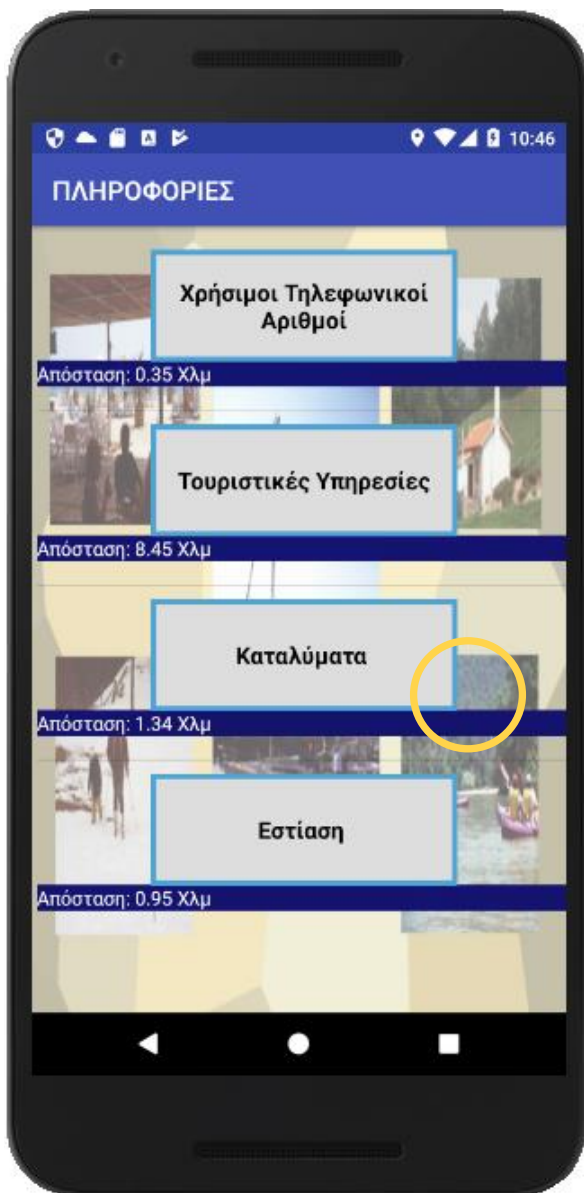 10:46
ΠΛΗΡΟΦΟΡΙΕΣ
Χρήσιμοι Τηλεφωνικοί
Αριθμοί
Απόσταση: 0.35 Χλμ
Τουριστικές Υπηρεσίες
Απόσταση: 8.45 Χλμ
Καταλύματα
Απόσταση: 1.34 Χλμ
Εστίαση
Απόσταση: 0.95 Χλμ